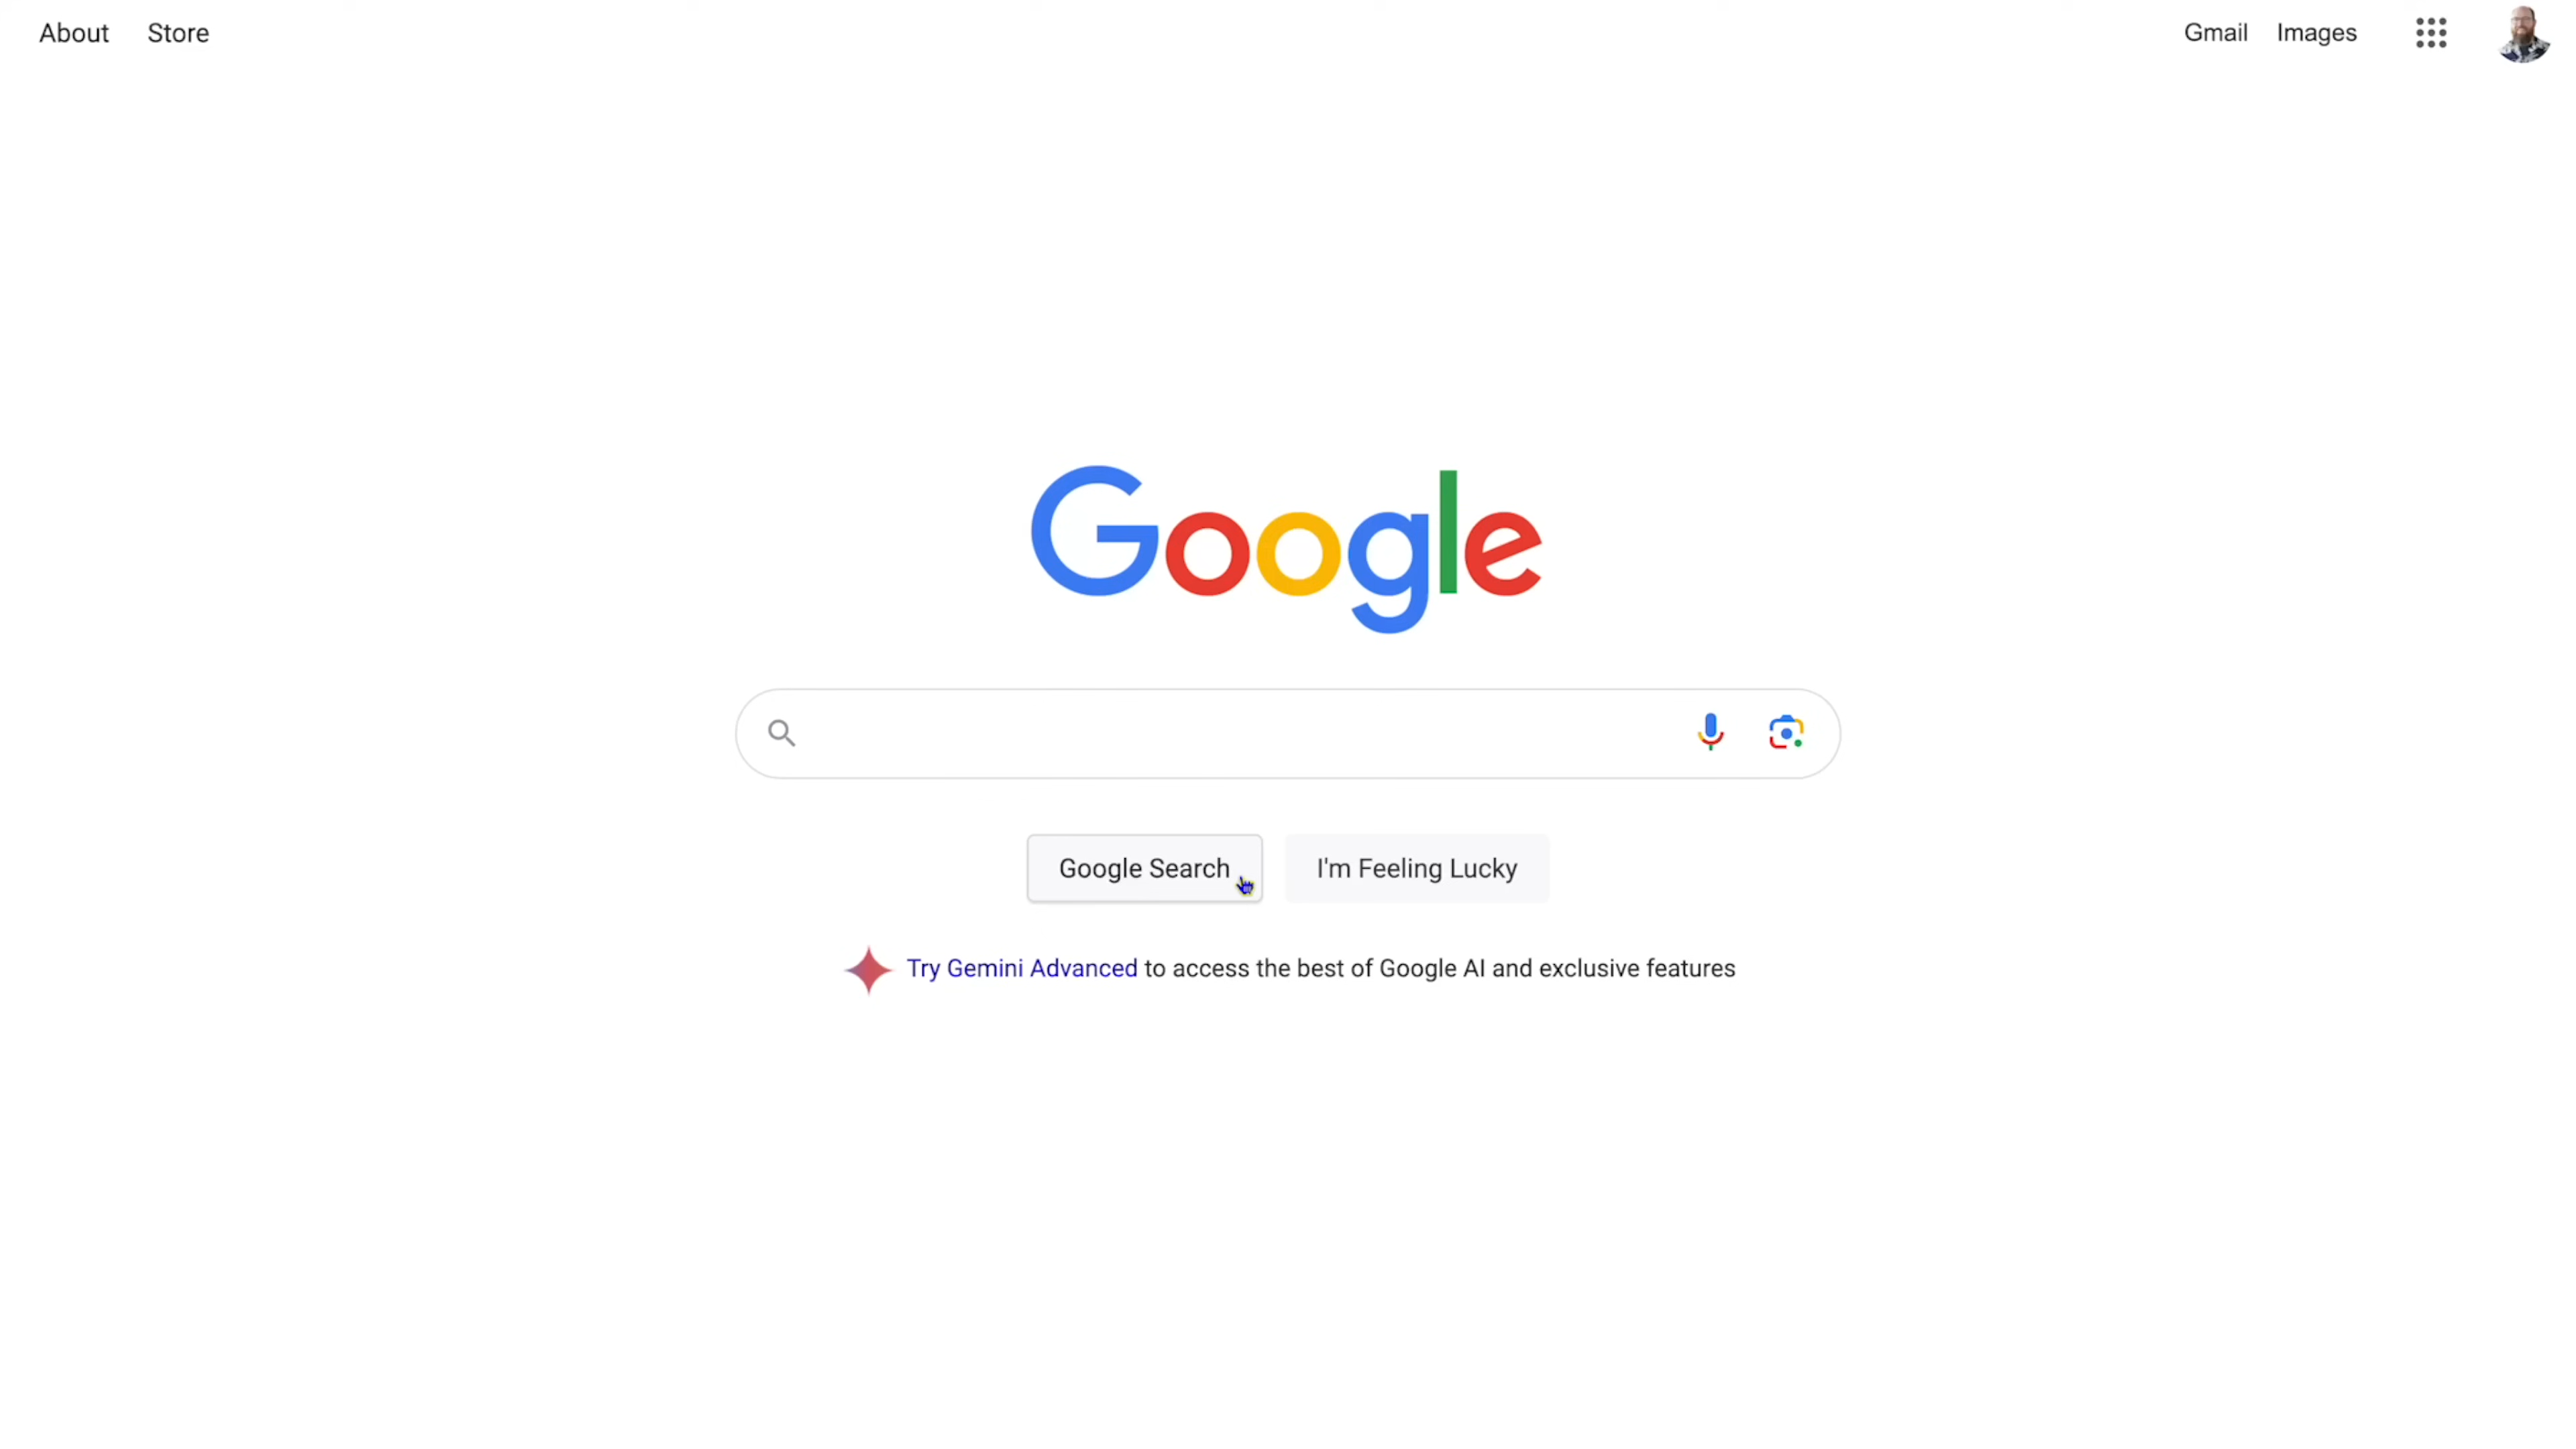 About Store
Gmail Images
Google
Google Search I'm Feeling Lucky
Try Gemini Advanced to access the best of Google AI and exclusive features